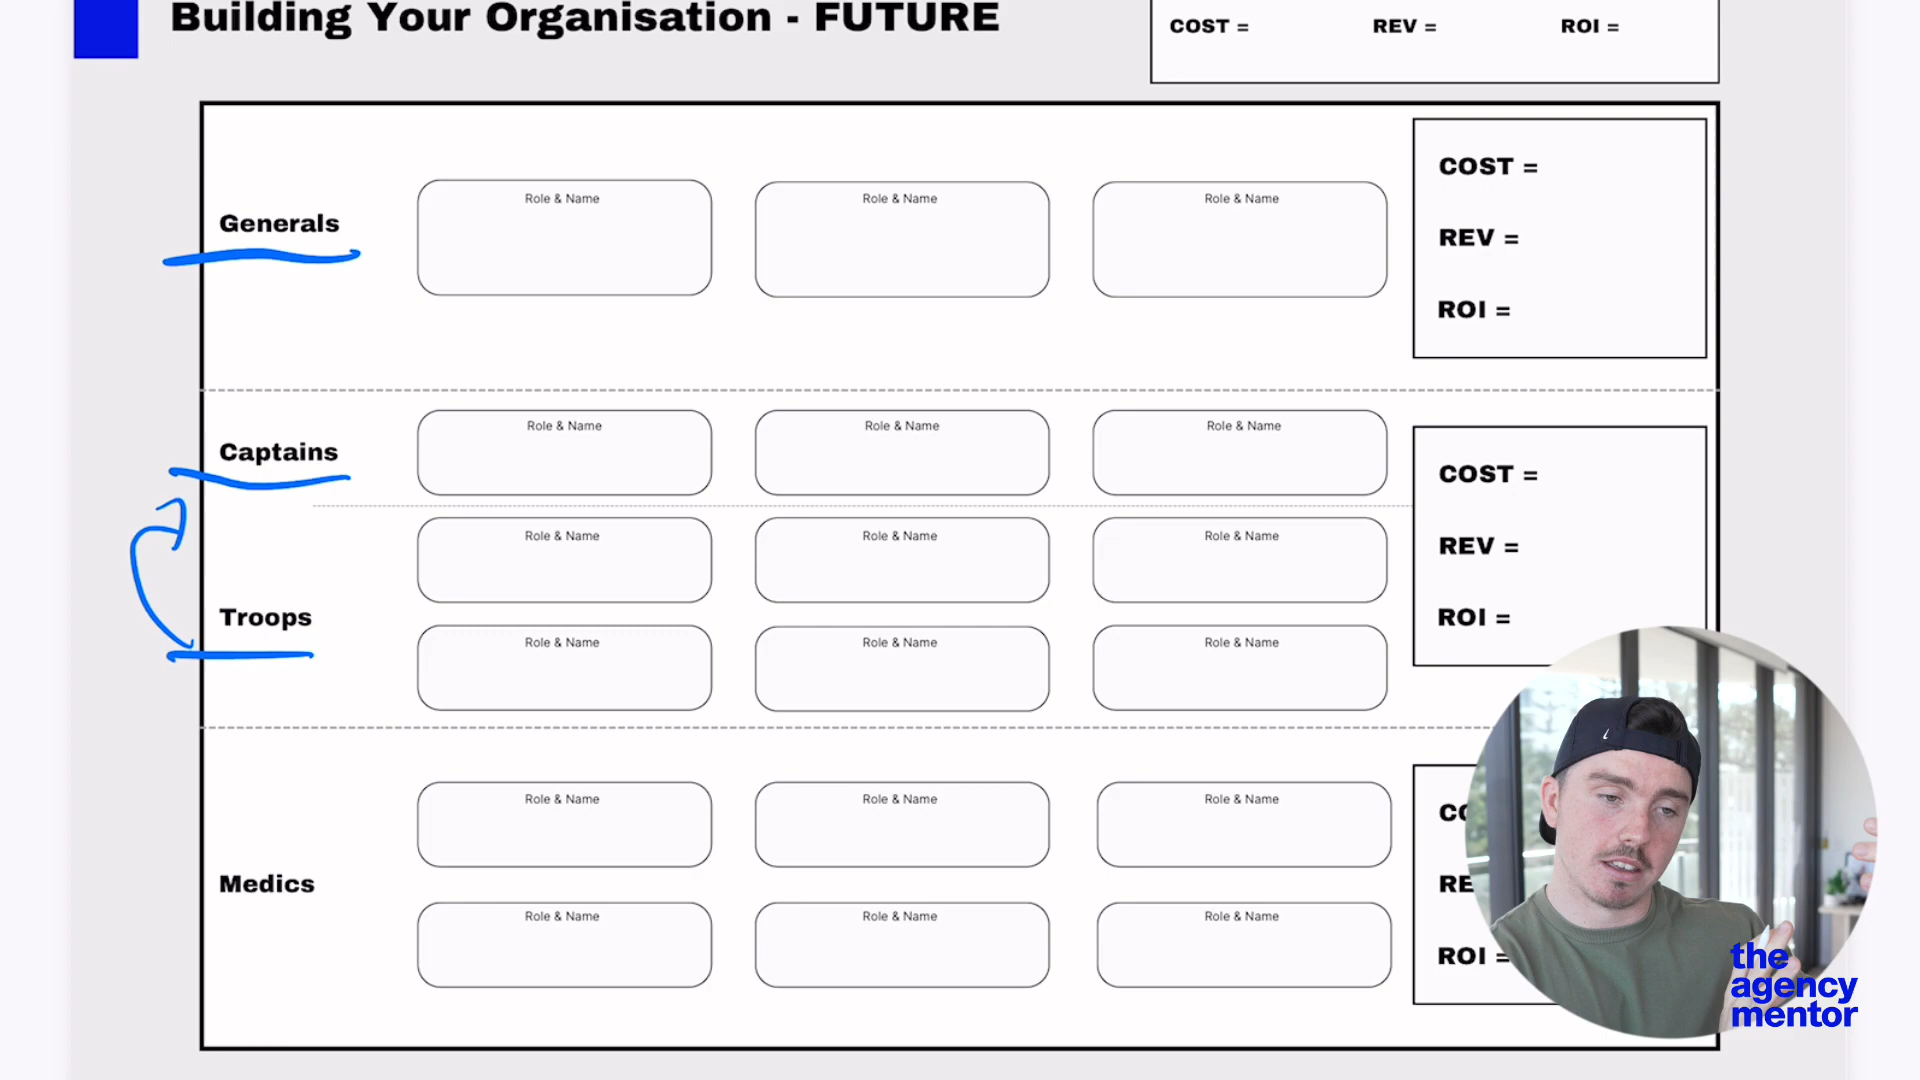 Building Your Organisation - FUTURE
COST =
REV =
ROI =
Generals
Role & Name
Role & Name
Role & Name
COST =
REV =
ROI =
Captains
Role & Name
Role & Name
Role & Name
COST =
REV =
ROI =
Troops
Role & Name
Role & Name
Role & Name
Role & Name
Role & Name
Role & Name
Medics
Role & Name
Role & Name
Role & Name
Role & Name
Role & Name
Role & Name
ROI =
the
agency
mentor